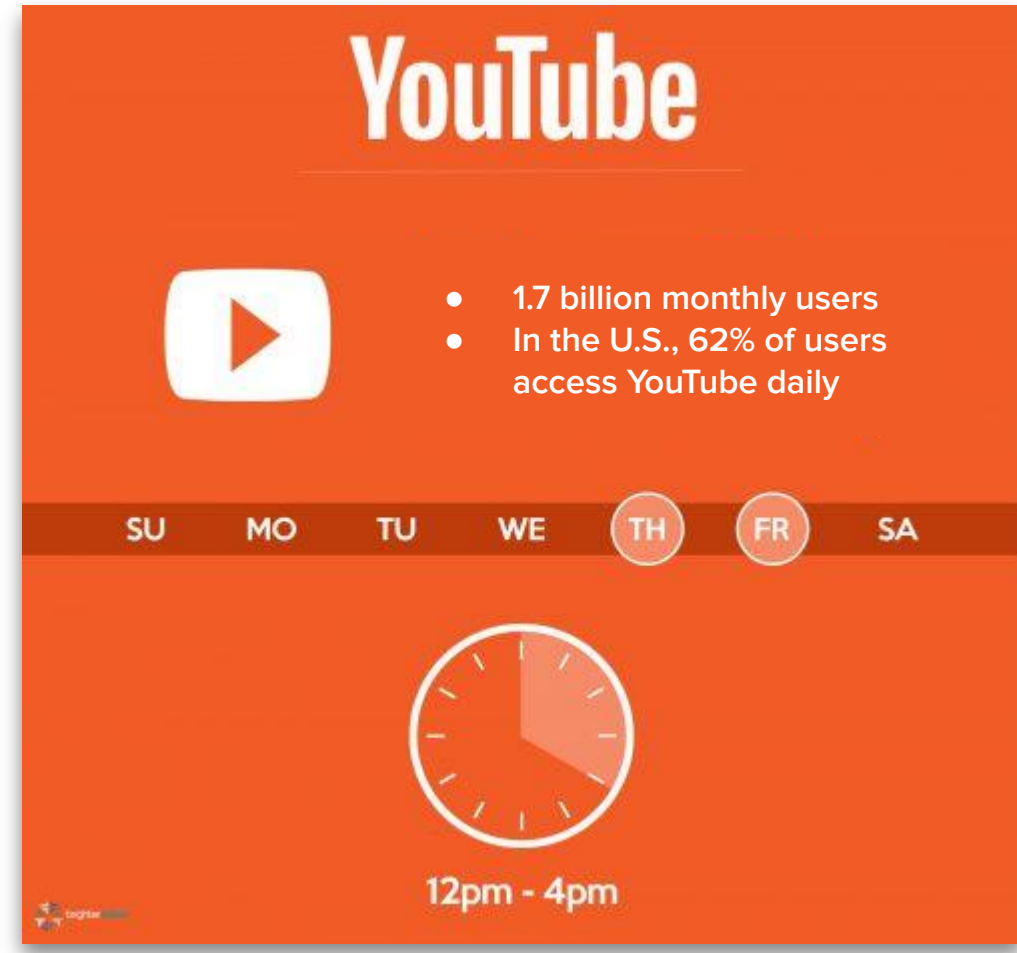 YouTube
● 1.7 billion monthly users
● In the U.S., 62% of users
access YouTube daily
SU MO TU WE TH FR SA
12pm - 4pm
brighter